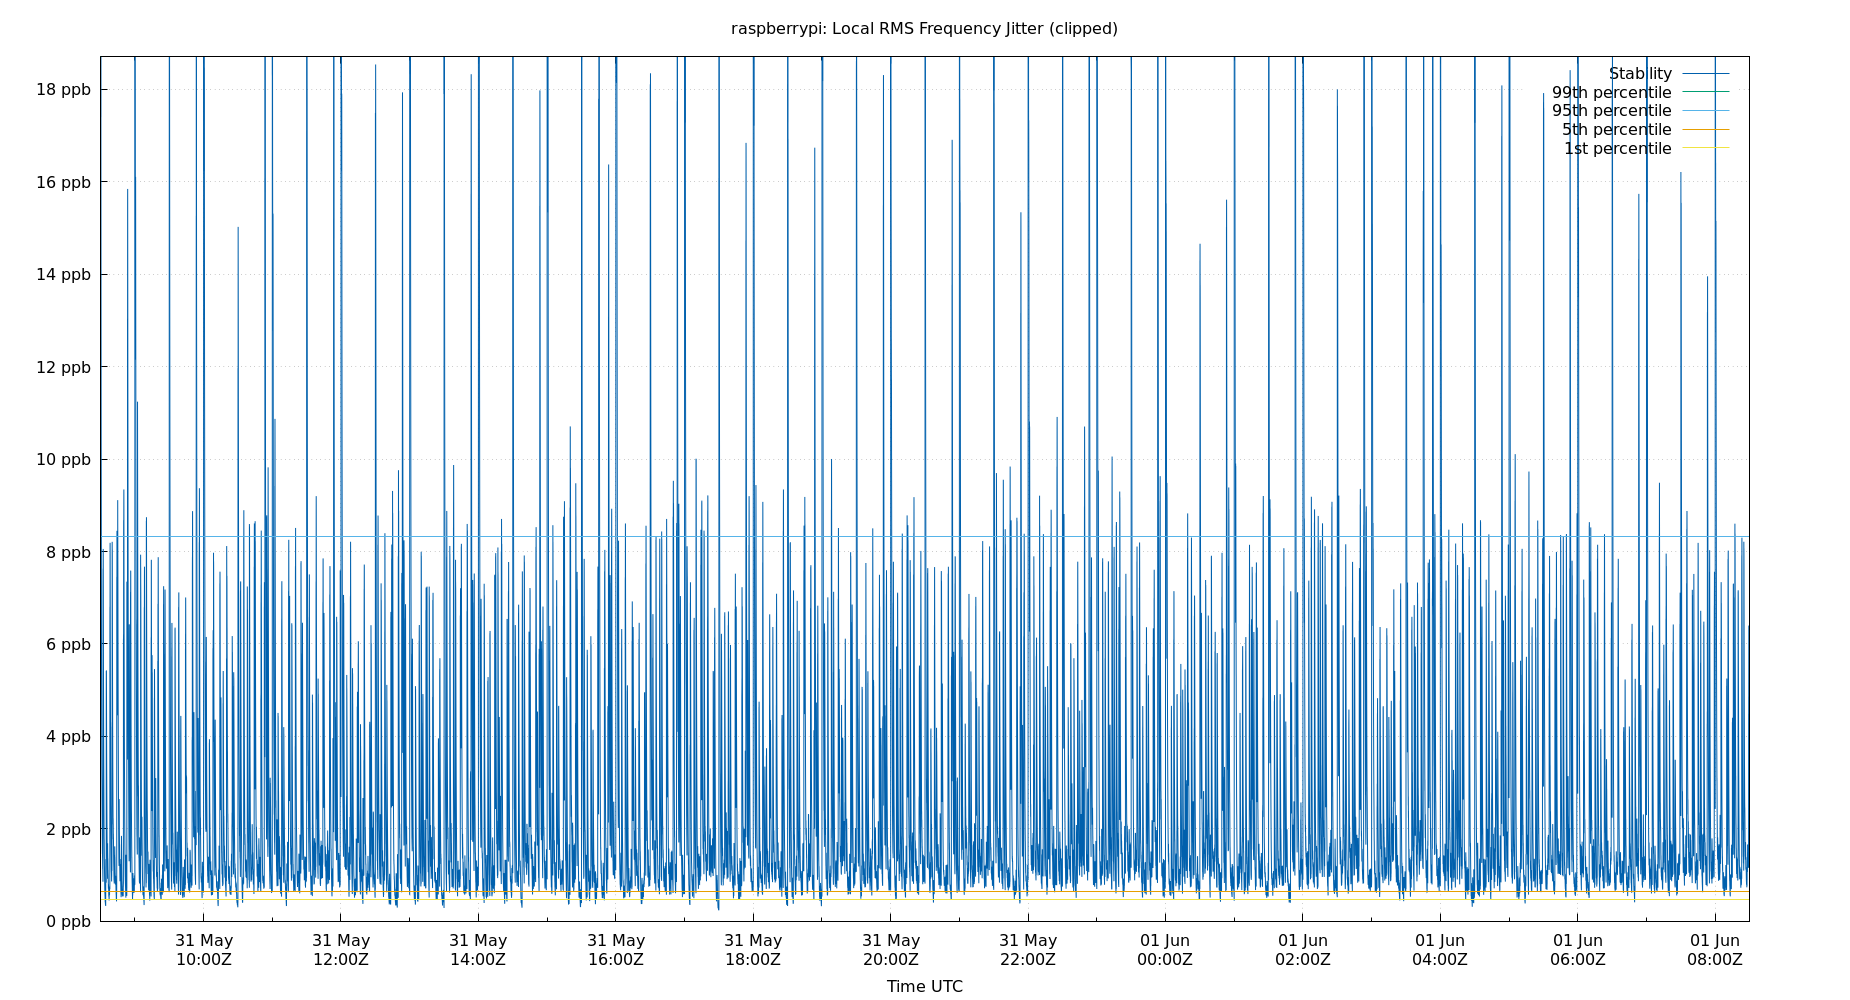 raspberrypi: Local RMS Frequency Jitter (clipped)
Stability
99th percentile
95th percentile
5th percentile
1st percentile
18 ppb
16 ppb
14 ppb
12 ppb
10 ppb
8 ppb
6 ppb
4 ppb
2 ppb
0 ppb
31 May 31 May 31 May 31 May 31 May 31 May 31 May 01 Jun 01 Jun 01 Jun 01 Jun 01 Jun
10:00Z 12:00Z 14:00Z 16:00Z 18:00Z 20:00Z 22:00Z 00:00Z 02:00Z 04:00Z 06:00Z 08:00Z
Time UTC